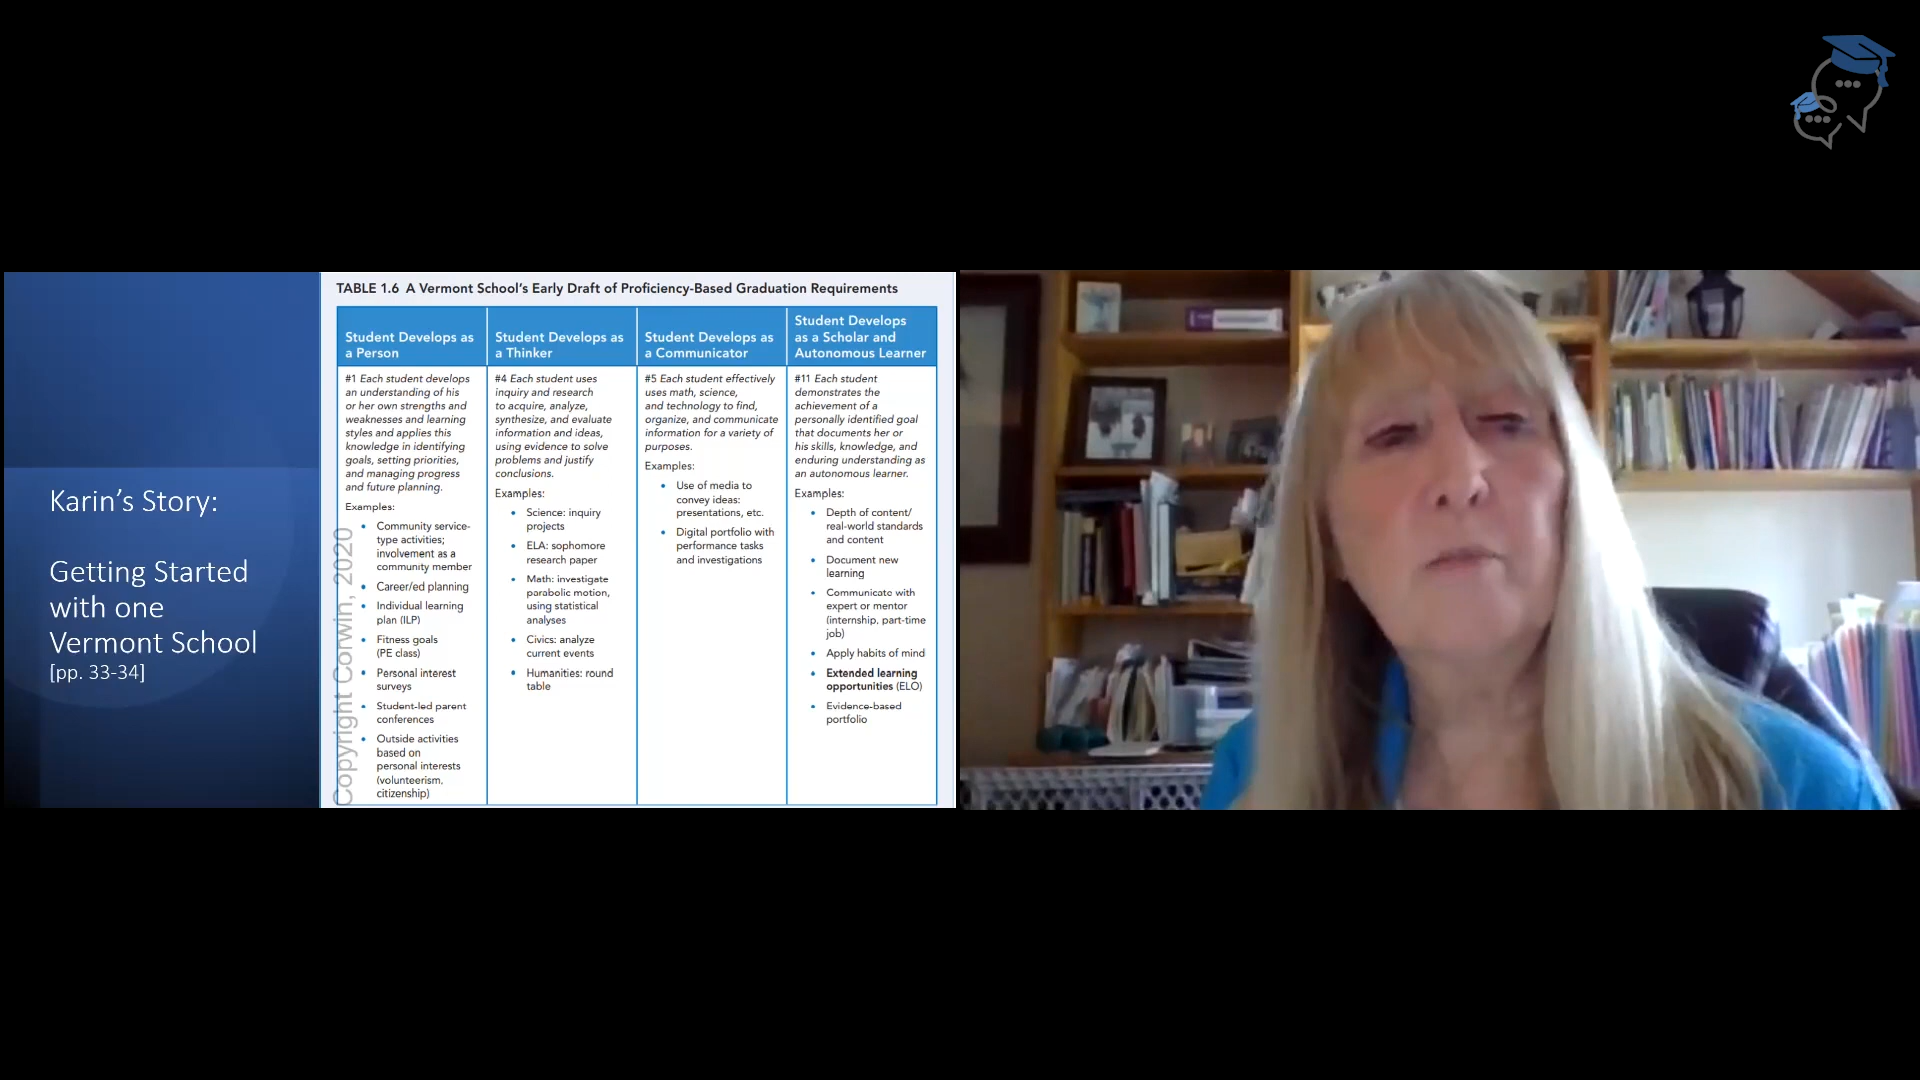 Karin's Story:
Getting Started
with one
Vermont School
[pp. 33-34]
TABLE 1.6 A Vermont School's Early Draft of Proficiency-Based Graduation Requirements
Student Develops as
a Person
#1 Each student develops
an understanding of his
or her own strengths and
weaknesses and learning
styles and applies this
knowledge in identifying
goals, setting priorities,
and managing progress
and future planning.
Examples:
• Community service-
type activities;
involvement as a
community member
• Career/ed planning
• Individual learning
plan (ILP)
• Fitness goals
(PE class)
• Personal interest
surveys
• Student-led parent
conferences
• Outside activities
based on
personal interests
(volunteerism,
citizenship)
Student Develops as
a Thinker
#4 Each student uses
inquiry and research
to acquire, analyze,
synthesize, and evaluate
information and ideas,
using evidence to solve
problems and justify
conclusions.
Examples:
• Science: inquiry
projects
• ELA: sophomore
research paper
• Math: investigate
parabolic motion,
using statistical
analyses
• Civics: analyze
current events
• Humanities: round
table
Student Develops as
a Communicator
#5 Each student effectively
uses math, science,
and technology to find,
organize, and communicate
information for a variety of
purposes.
Examples:
• Use of media to
convey ideas:
presentations, etc.
• Digital portfolio with
performance tasks
and investigations
Student Develops
as a Scholar and
Autonomous Learner
#11 Each student
demonstrates the
achievement of a
personally identified goal
that documents her or
his skills, knowledge, and
enduring understanding as
an autonomous learner.
Examples:
• Depth of content/
real-world standards
and content
• Document new
learning
• Communicate with
expert or mentor
(internship, part-time
job)
• Apply habits of mind
• Extended learning
opportunities (ELO)
• Evidence-based
portfolio
Copyright Corwin, 2020